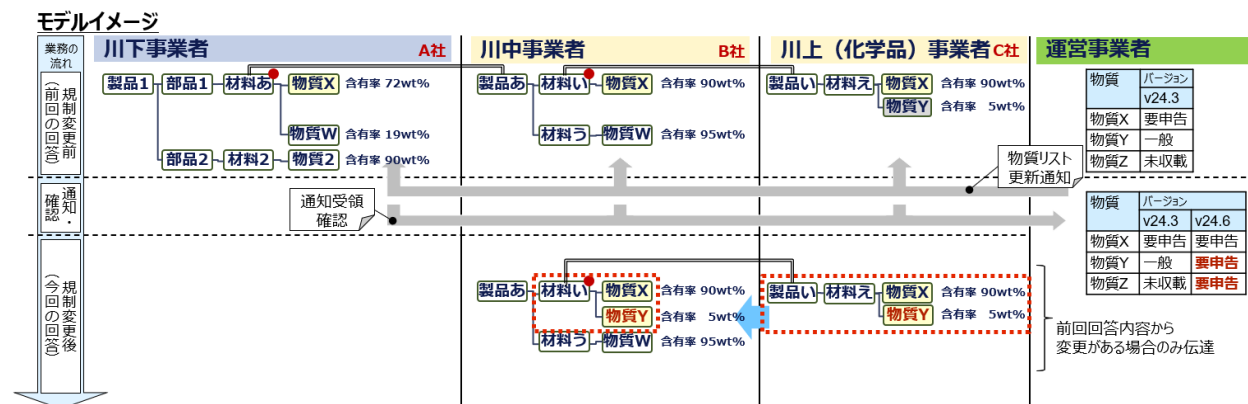 モデルイメージ
業務の
流れ
川下事業者 A社
川中事業者 B社
川上（化学品）事業者 C社
運営事業者
規制変更前
（前回の回答）
製品1 部品1 材料あ 物質X 含有率 72wt%
物質W 含有率 19wt%
部品2 材料2 物質2 含有率 90wt%
製品あ 材料い 物質X 含有率 90wt%
材料う 物質W 含有率 95wt%
製品い 材料え 物質X 含有率 90wt%
物質Y 含有率 5wt%
物質 バージョン
v24.3
物質X 要申告
物質Y 一般
物質Z 未収載
物質リスト
更新通知
通知・
確認
通知受領
確認
物質 バージョン
v24.3 v24.6
物質X 要申告 要申告
物質Y 一般 要申告
物質Z 未収載 要申告
規制変更後
（今回の回答）
製品あ 材料い 物質X 含有率 90wt%
物質Y 含有率 5wt%
材料う 物質W 含有率 95wt%
製品い 材料え 物質X 含有率 90wt%
物質Y 含有率 5wt%
前回回答内容から
変更がある場合のみ伝達